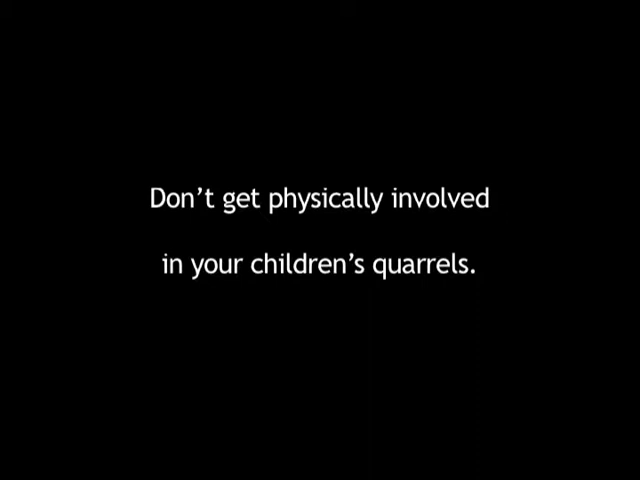 Don’t get physically involved
in your children’s quarrels.